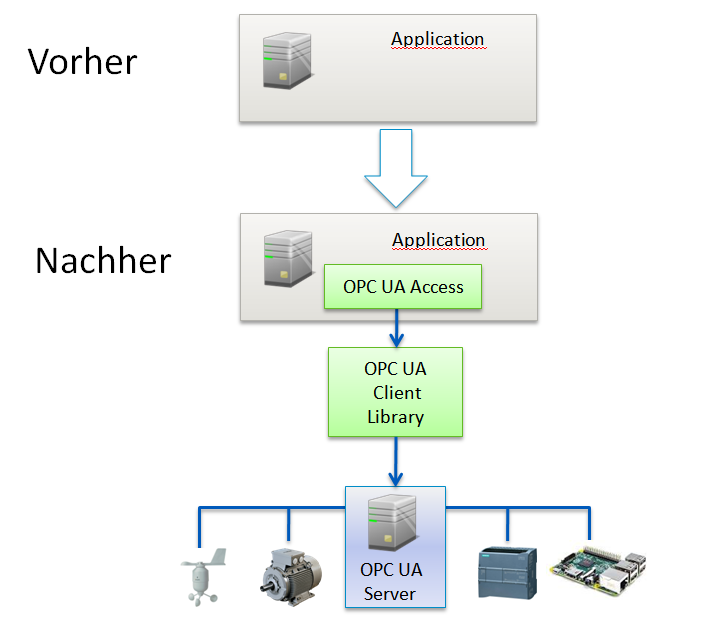 Vorher
Application
Nachher
Application
OPC UA Access
OPC UA
Client
Library
OPC UA
Server